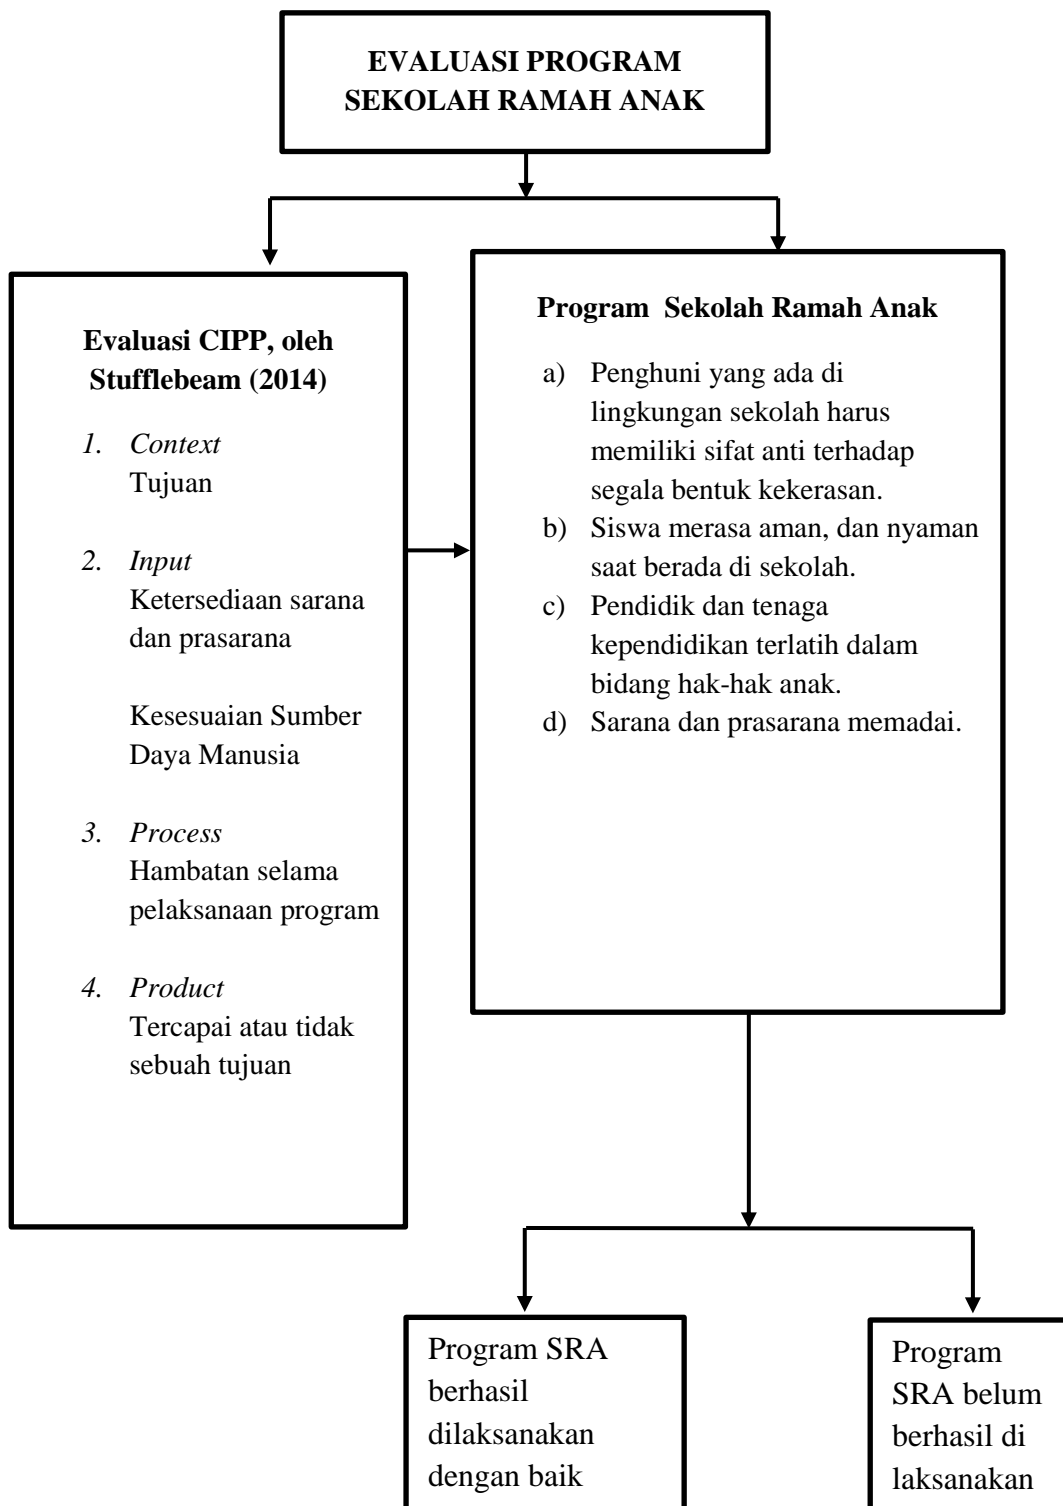 EVALUASI PROGRAM
SEKOLAH RAMAH ANAK
Evaluasi CIPP, oleh
Stufflebeam (2014)
1. Context
Tujuan
2. Input
Ketersediaan sarana
dan prasarana
Kesesuaian Sumber
Daya Manusia
3. Process
Hambatan selama
pelaksanaan program
4. Product
Tercapai atau tidak
sebuah tujuan
Program Sekolah Ramah Anak
a) Penghuni yang ada di
lingkungan sekolah harus
memiliki sifat anti terhadap
segala bentuk kekerasan.
b) Siswa merasa aman, dan nyaman
saat berada di sekolah.
c) Pendidik dan tenaga
kependidikan terlatih dalam
bidang hak-hak anak.
d) Sarana dan prasarana memadai.
Program SRA
berhasil
dilaksanakan
dengan baik
Program
SRA belum
berhasil di
laksanakan